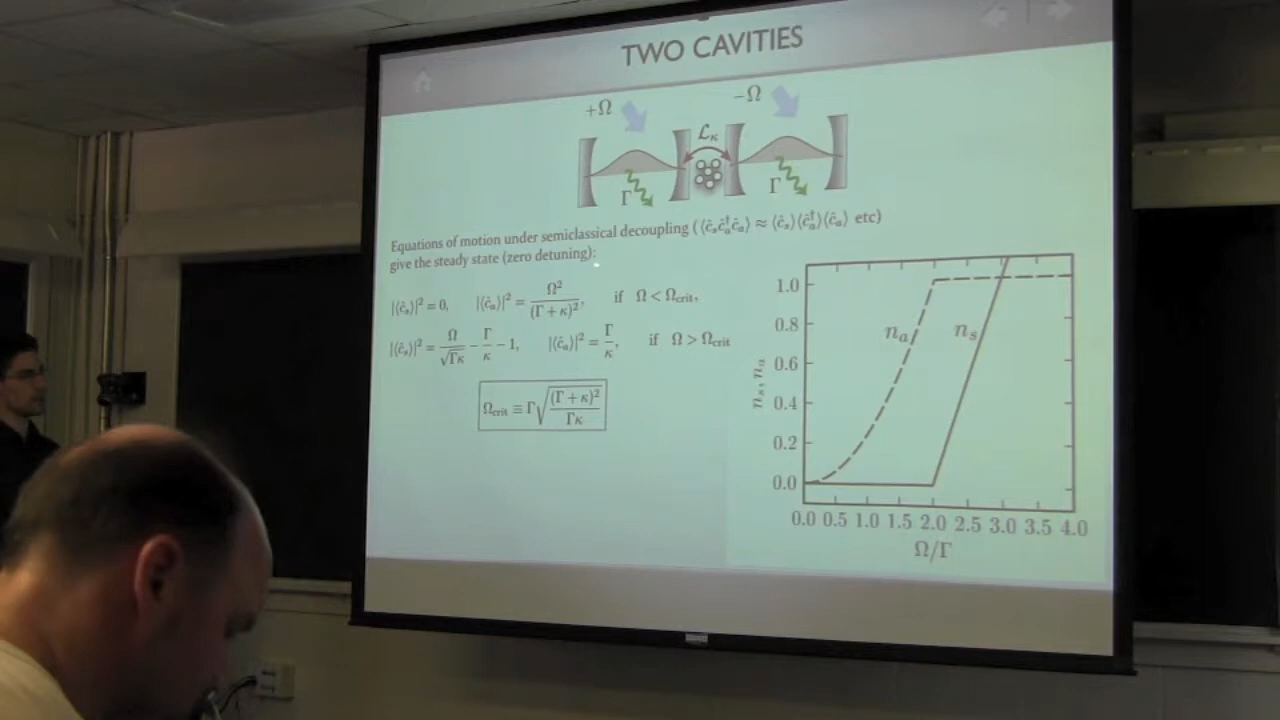 TWO CAVITIES
+Ω
−Ω
ℒκ
Γ
Γ
Equations of motion under semiclassical decoupling (⟨ĉₛĉₐ†ĉₐ⟩ ≈ ⟨ĉₛ⟩⟨ĉₐ†⟩⟨ĉₐ⟩ etc)
give the steady state (zero detuning):
|⟨ĉₛ⟩|² = 0, |⟨ĉₐ⟩|² = Ω²/(Γ + κ)², if Ω < Ωcrit,
|⟨ĉₛ⟩|² = Ω/√Γκ − Γ/κ − 1, |⟨ĉₐ⟩|² = Γ/κ, if Ω > Ωcrit
Ωcrit ≡ Γ√((Γ + κ)²/Γκ)
nₛ, nₐ
1.0
0.8
0.6
0.4
0.2
0.0
nₐ
nₛ
0.0 0.5 1.0 1.5 2.0 2.5 3.0 3.5 4.0
Ω/Γ